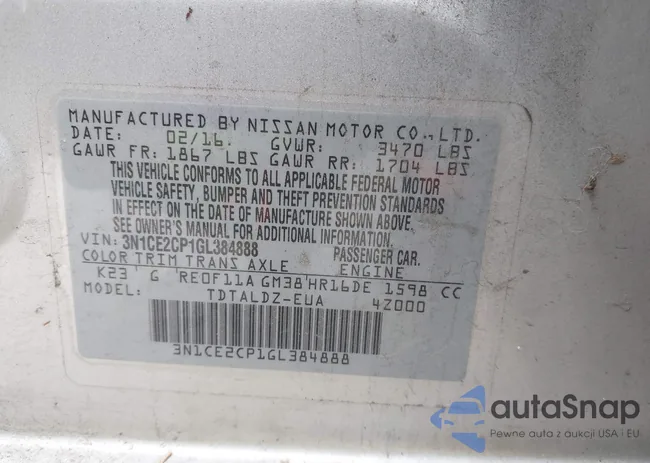 MANUFACTURED BY NISSAN MOTOR CO.,LTD.
DATE: 02/16. GVWR: 3470 LBS
GAWR FR: 1867 LBS GAWR RR: 1704 LBS
THIS VEHICLE CONFORMS TO ALL APPLICABLE FEDERAL MOTOR
VEHICLE SAFETY, BUMPER AND THEFT PREVENTION STANDARDS
IN EFFECT ON THE DATE OF MANUFACTURE SHOWN ABOVE.
SEE OWNER'S MANUAL FOR ADDITIONAL INFORMATION.
VIN: 3N1CE2CP1GL384888 PASSENGER CAR.
COLOR TRIM TRANS AXLE ENGINE
K23 G RE0F11A GM38 HR16DE 1598 CC
MODEL: TDTALDZ-EUA 4Z000
3N1CE2CP1GL384888
autoSnap
Pewne auta z aukcji USA i EU